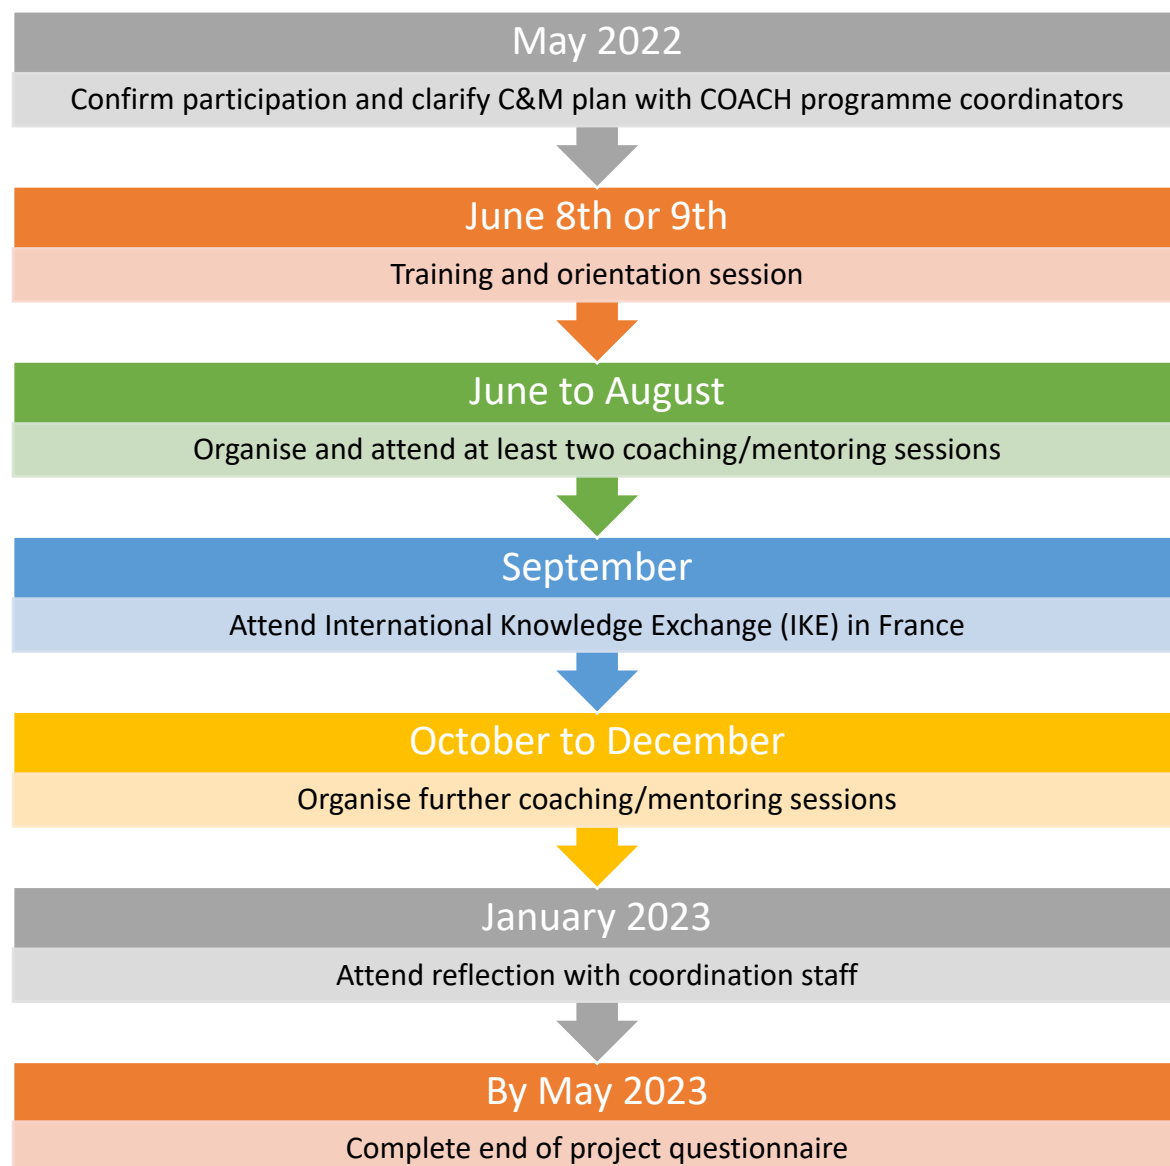 May 2022
Confirm participation and clarify C&M plan with COACH programme coordinators
June 8th or 9th
Training and orientation session
June to August
Organise and attend at least two coaching/mentoring sessions
September
Attend International Knowledge Exchange (IKE) in France
October to December
Organise further coaching/mentoring sessions
January 2023
Attend reflection with coordination staff
By May 2023
Complete end of project questionnaire